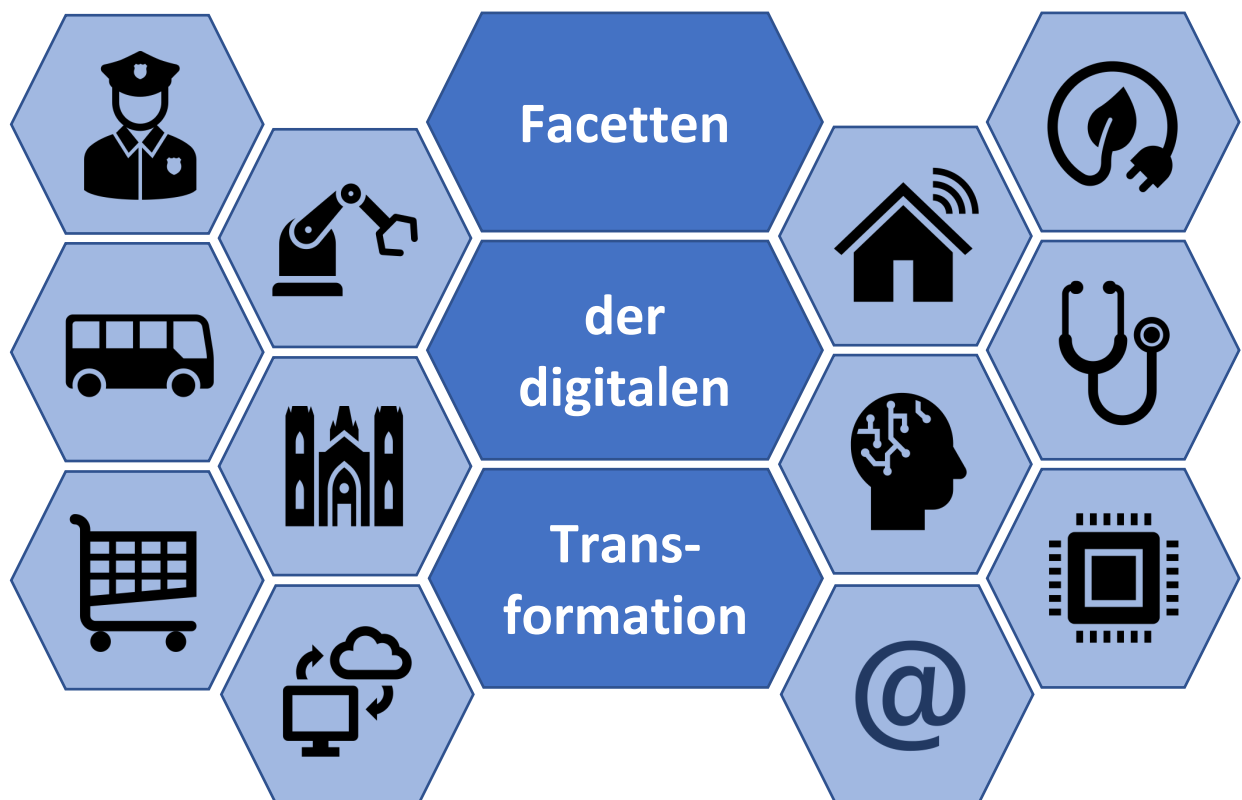 Facetten
der
digitalen
Trans-
formation
@